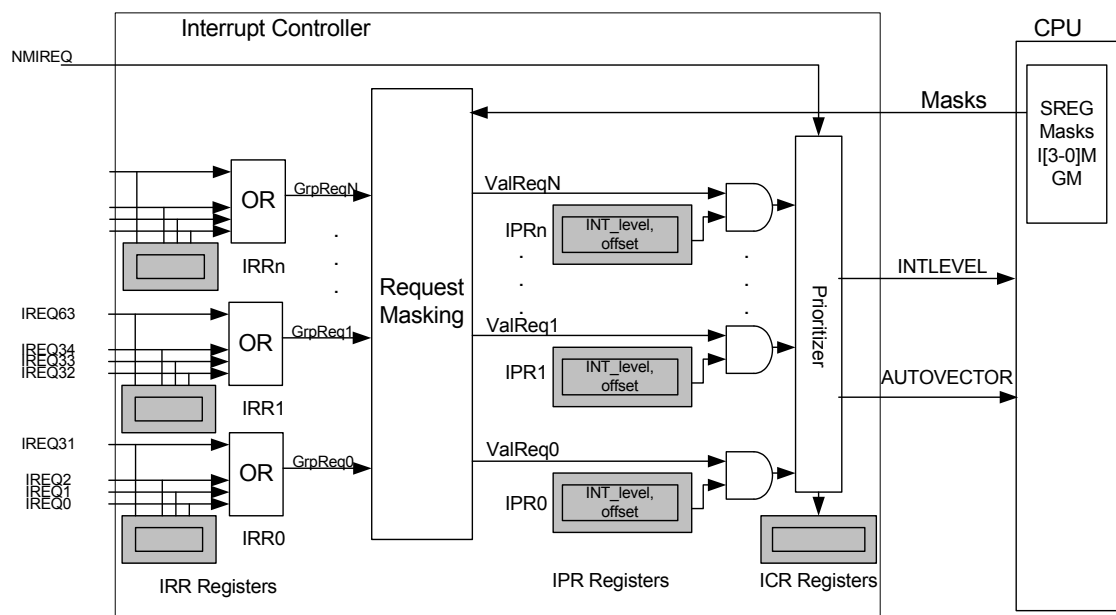 Interrupt Controller
CPU
NMIREQ
Masks
SREG
Masks
I[3-0]M
GM
OR
GrpReqN
ValReqN
IRRn
IPRn
INT_level,
offset
Request
Masking
Prioritizer
INTLEVEL
IREQ63
IREQ34
IREQ33
IREQ32
OR
GrpReq1
ValReq1
IRR1
IPR1
INT_level,
offset
AUTOVECTOR
IREQ31
IREQ2
IREQ1
IREQ0
OR
GrpReq0
ValReq0
IRR0
IPR0
INT_level,
offset
IRR Registers
IPR Registers
ICR Registers